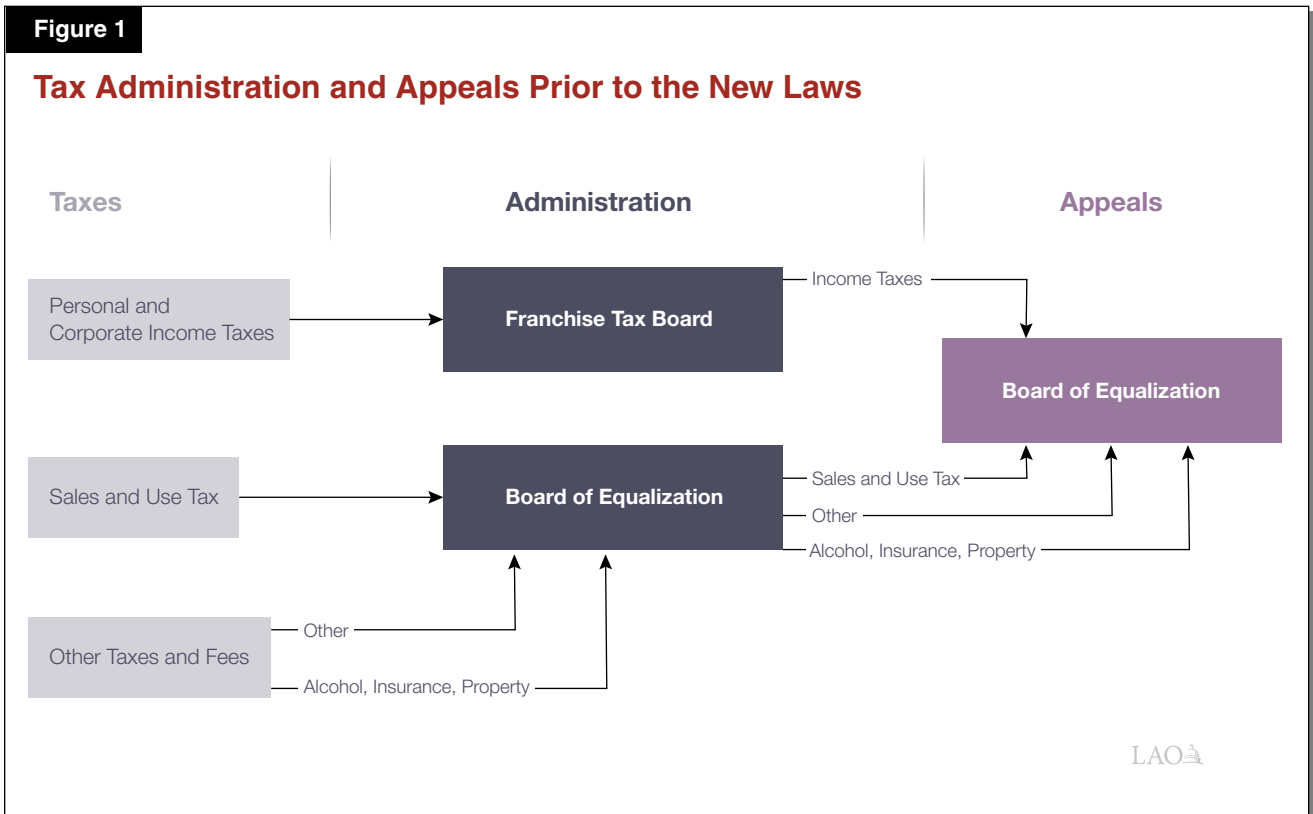 Figure 1
Tax Administration and Appeals Prior to the New Laws
Taxes
Administration
Appeals
Personal and
Corporate Income Taxes
Franchise Tax Board
Income Taxes
Board of Equalization
Sales and Use Tax
Board of Equalization
Sales and Use Tax
Other
Alcohol, Insurance, Property
Other Taxes and Fees
Other
Alcohol, Insurance, Property
LAO